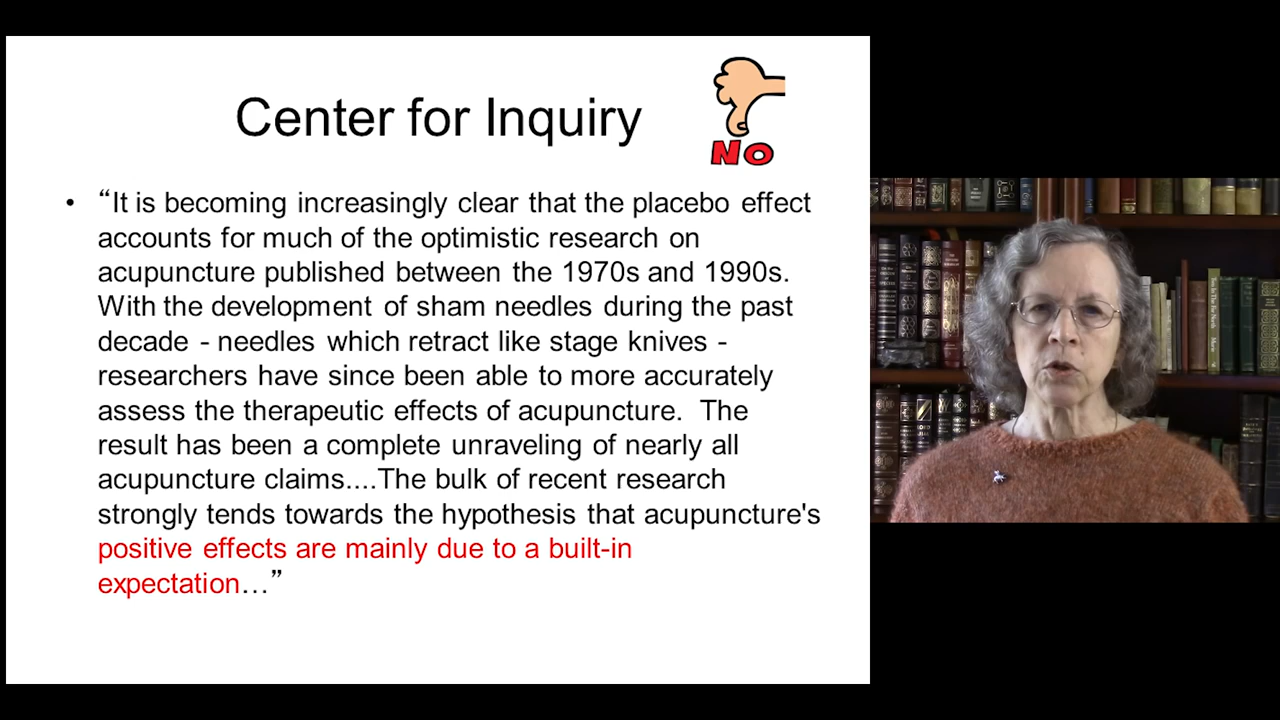 Center for Inquiry
NO
• “It is becoming increasingly clear that the placebo effect
accounts for much of the optimistic research on
acupuncture published between the 1970s and 1990s.
With the development of sham needles during the past
decade - needles which retract like stage knives -
researchers have since been able to more accurately
assess the therapeutic effects of acupuncture.  The
result has been a complete unraveling of nearly all
acupuncture claims....The bulk of recent research
strongly tends towards the hypothesis that acupuncture's
positive effects are mainly due to a built-in
expectation…”